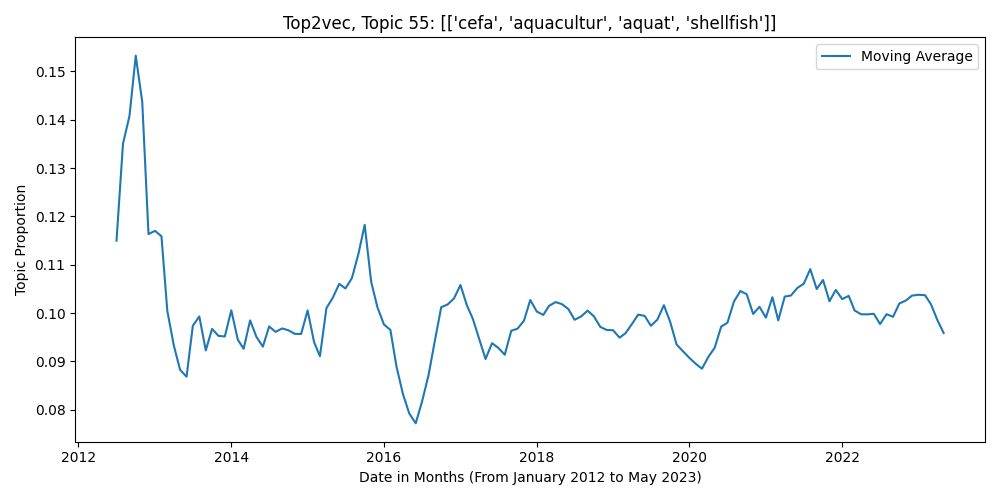 Top2vec, Topic 55: [['cefa', 'aquacultur', 'aquat', 'shellfish']]
Moving Average
Topic Proportion
0.15
0.14
0.13
0.12
0.11
0.10
0.09
0.08
2012 2014 2016 2018 2020 2022
Date in Months (From January 2012 to May 2023)